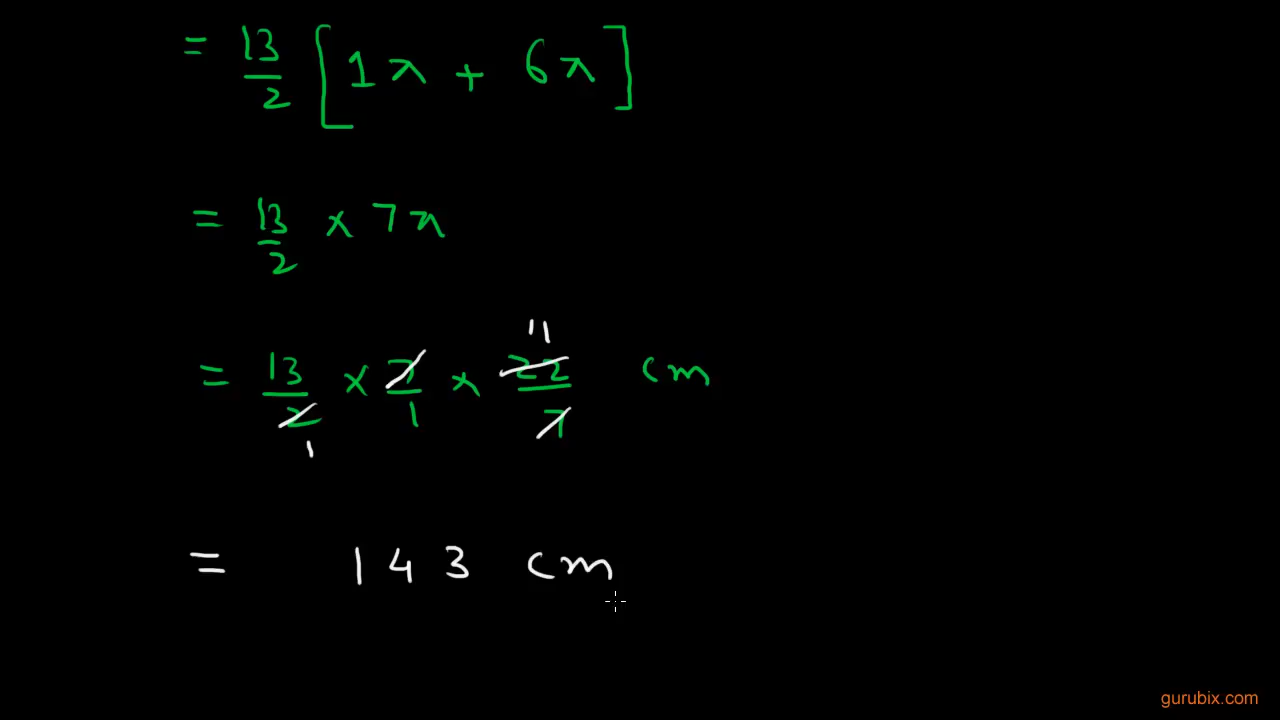 = 13/2 [1π + 6π]
= 13/2 × 7π
= 13/2 × 7/1 × 22/7 cm
11
1
= 143 cm
gurubix.com